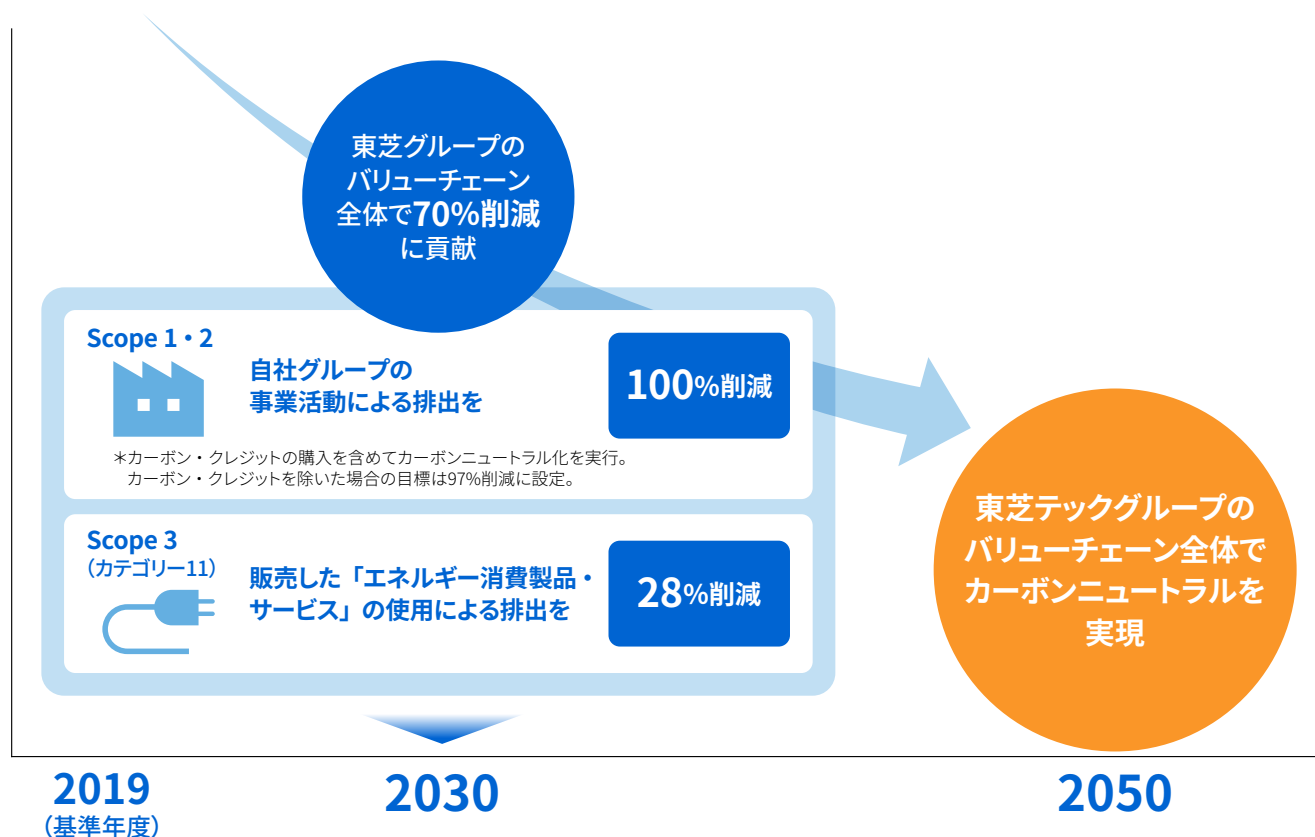 東芝グループの
バリューチェーン
全体で70%削減
に貢献
Scope 1・2
自社グループの
事業活動による排出を
100%削減
＊カーボン・クレジットの購入を含めてカーボンニュートラル化を実行。
カーボン・クレジットを除いた場合の目標は97%削減に設定。
Scope 3
（カテゴリー11）
販売した「エネルギー消費製品・
サービス」の使用による排出を
28%削減
東芝テックグループの
バリューチェーン全体で
カーボンニュートラルを
実現
2019
（基準年度）
2030
2050